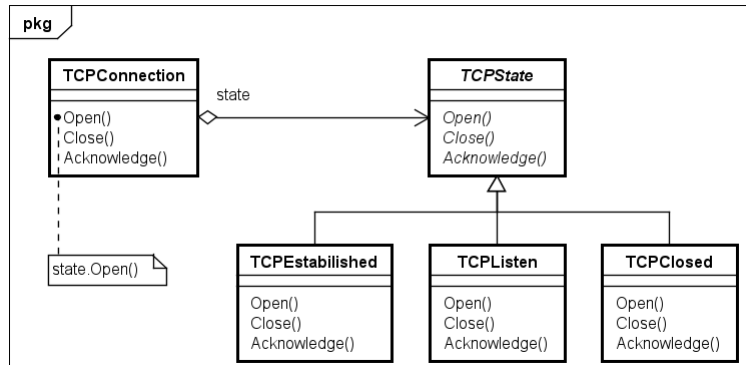 pkg
TCPConnection
Open()
Close()
Acknowledge()
state
TCPState
Open()
Close()
Acknowledge()
state.Open()
TCPEstabilished
Open()
Close()
Acknowledge()
TCPListen
Open()
Close()
Acknowledge()
TCPClosed
Open()
Close()
Acknowledge()